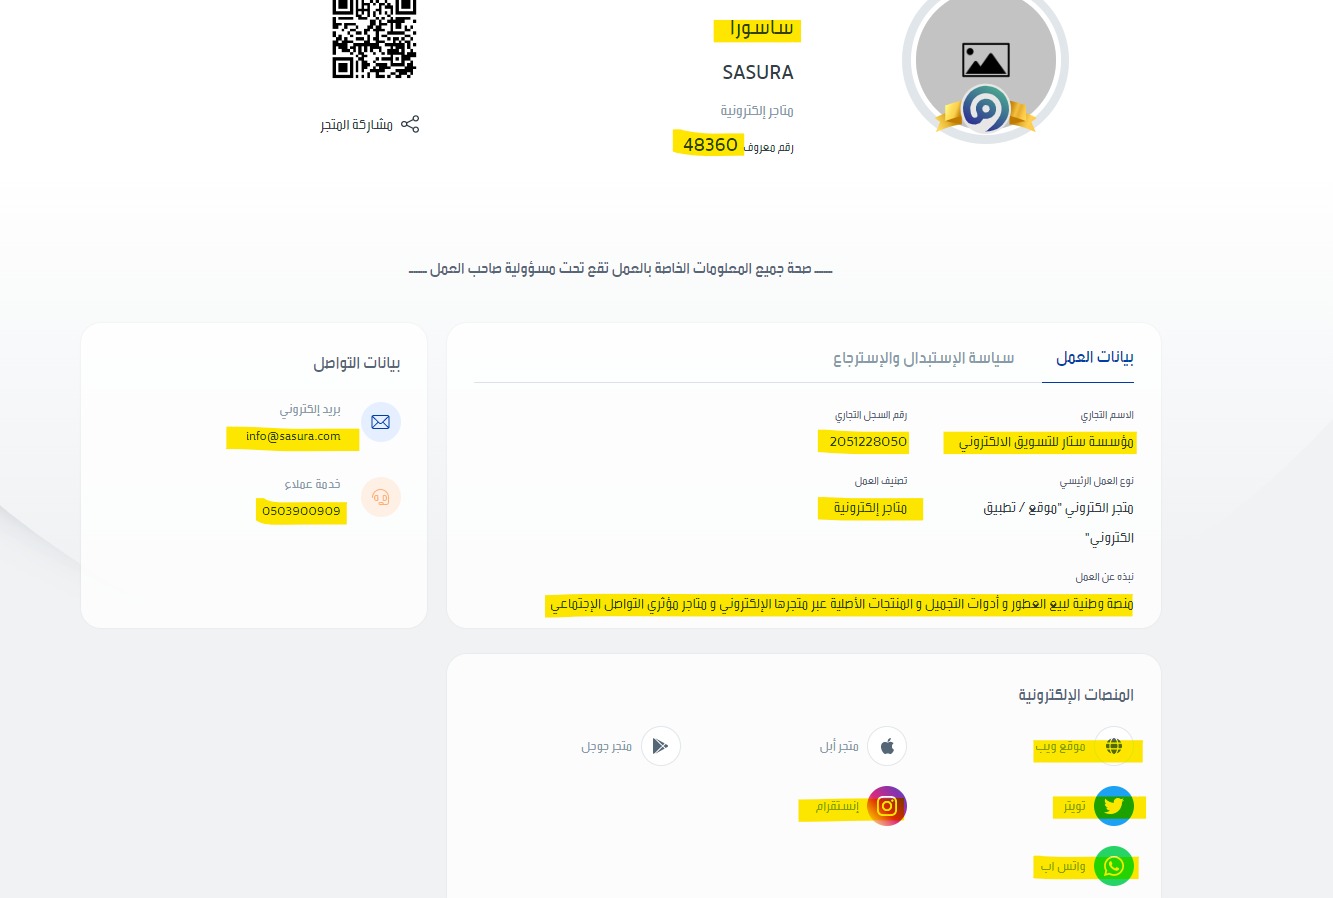 ساسورا
SASURA
متاجر إلكترونية
رقم معروف 48360
مشاركة المتجر
صحة جميع المعلومات الخاصة بالعمل تقع تحت مسؤولية صاحب العمل
بيانات العمل
سياسة الإستبدال والإسترجاع
الاسم التجاري
رقم السجل التجاري
مؤسسة ستار للتسويق الالكتروني
2051228050
نوع العمل الرئيسي
تصنيف العمل
متجر الكتروني "موقع / تطبيق
الكتروني"
متاجر إلكترونية
نبذه عن العمل
منصة وطنية لبيع العطور و أدوات التجميل و المنتجات الأصلية عبر متجرها الإلكتروني و متاجر مؤثري التواصل الإجتماعي
بيانات التواصل
بريد إلكتروني
info@sasura.com
خدمة عملاء
0503900909
المنصات الإلكترونية
موقع ويب
متجر أبل
متجر جوجل
تويتر
إنستقرام
واتس اب